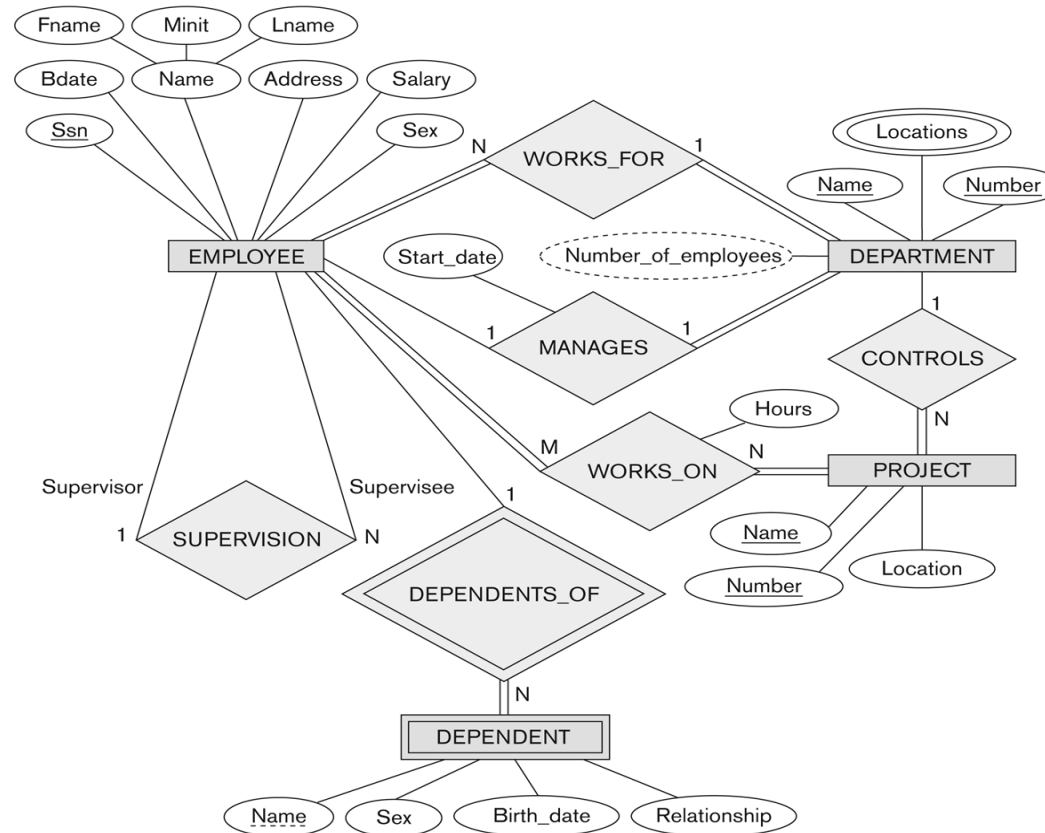 Fname
Minit
Lname
Bdate
Name
Address
Salary
Ssn
Sex
N
WORKS_FOR
1
Locations
Name
Number
EMPLOYEE
Start_date
Number_of_employees
DEPARTMENT
1
MANAGES
1
1
CONTROLS
N
Hours
M
WORKS_ON
N
PROJECT
Supervisor
Supervisee
1
SUPERVISION
N
1
Name
Number
Location
DEPENDENTS_OF
N
DEPENDENT
Name
Sex
Birth_date
Relationship